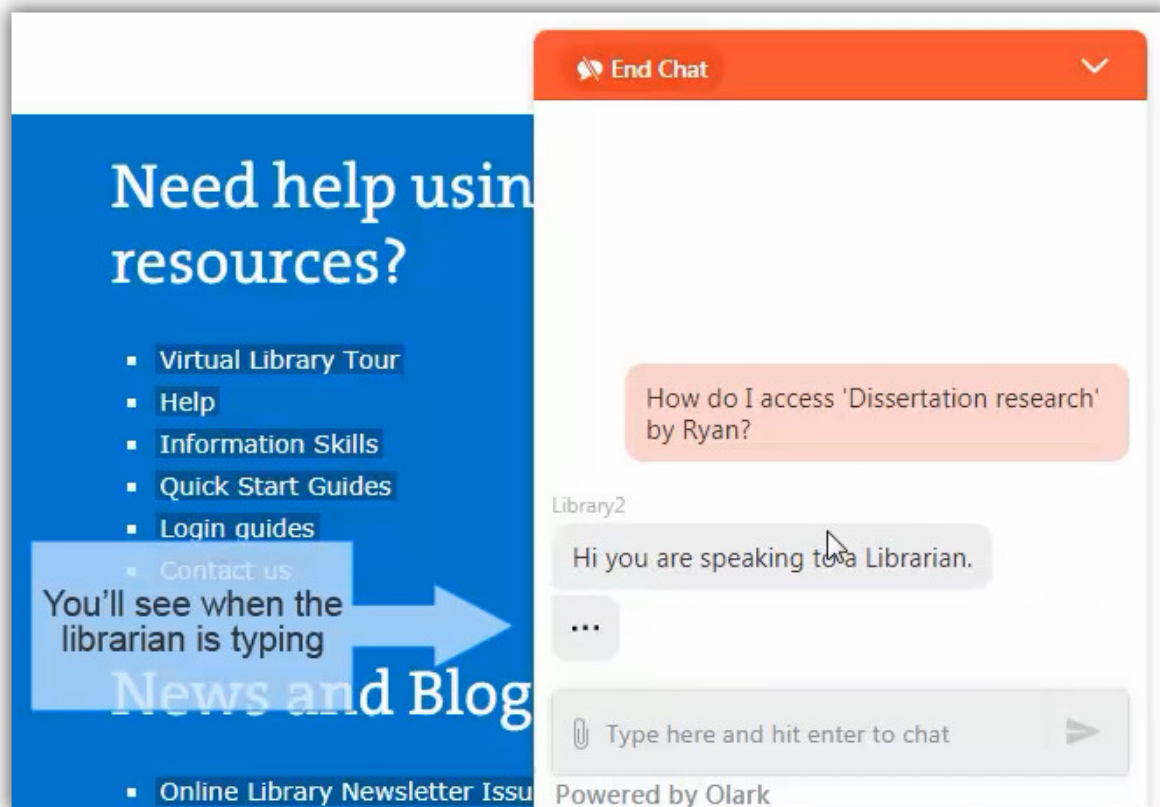 End Chat
Need help usin
resources?
Virtual Library Tour
Help
Information Skills
Quick Start Guides
Login guides
Contact us
You'll see when the
librarian is typing
News and Blog
Online Library Newsletter Issu
How do I access 'Dissertation research'
by Ryan?
Library2
Hi you are speaking to a Librarian.
...
Type here and hit enter to chat
Powered by Olark